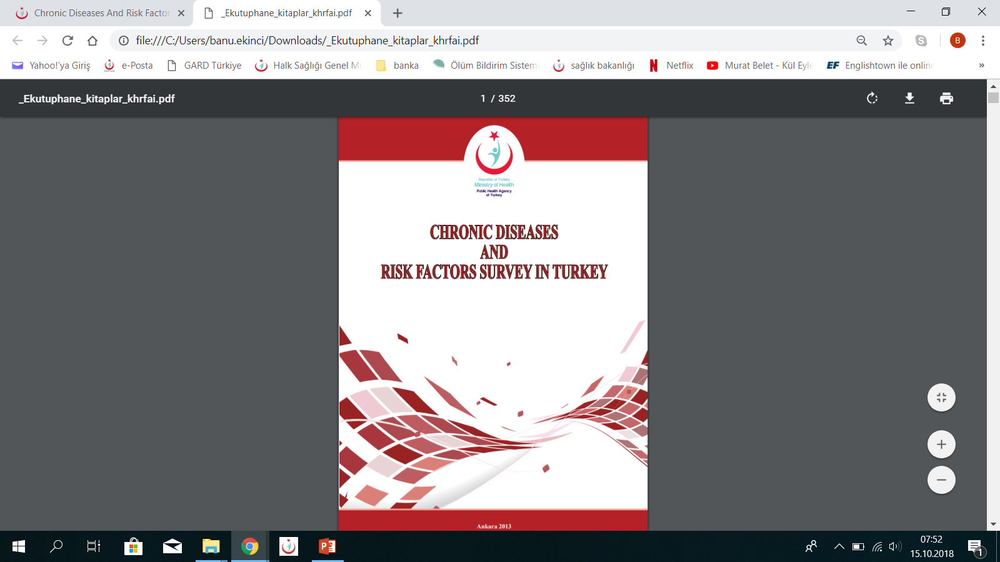 Chronic Diseases And Risk Factor
_Ekutuphane_kitaplar_khrfai.pdf
file:///C:/Users/banu.ekinci/Downloads/_Ekutuphane_kitaplar_khrfai.pdf
S
B
Yahoo!'ya Giriş
e-Posta
GARD Türkiye
Halk Sağlığı Genel M
banka
Ölüm Bildirim Sistem
sağlık bakanlığı
N
Netflix
Murat Belet - Kül Eyle
EF
Englishtown ile online
»
_Ekutuphane_kitaplar_khrfai.pdf
1 / 352
Republic of Turkey
Ministry of Health
Public Health Agency
of Turkey
CHRONIC DISEASES
AND
RISK FACTORS SURVEY IN TURKEY
Ankara 2013
07:52
15.10.2018
1